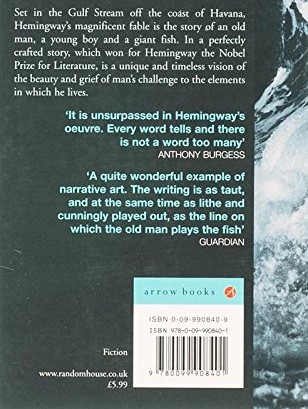 Set in the Gulf Stream off the coast of Havana,
Hemingway's magnificent fable is the story of an old
man, a young boy and a giant fish. In a perfectly
crafted story, which won for Hemingway the Nobel
Prize for Literature, is a unique and timeless vision of
the beauty and grief of man's challenge to the elements
in which he lives.
'It is unsurpassed in Hemingway's
oeuvre. Every word tells and there
is not a word too many'
ANTHONY BURGESS
'A quite wonderful example of
narrative art. The writing is as taut,
and at the same time as lithe and
cunningly played out, as the line on
which the old man plays the fish'
GUARDIAN
arrow books
ISBN 0-09-990840-9
ISBN 978-0-09-990840-1
9 780099 908401
Fiction
www.randomhouse.co.uk
£5.99